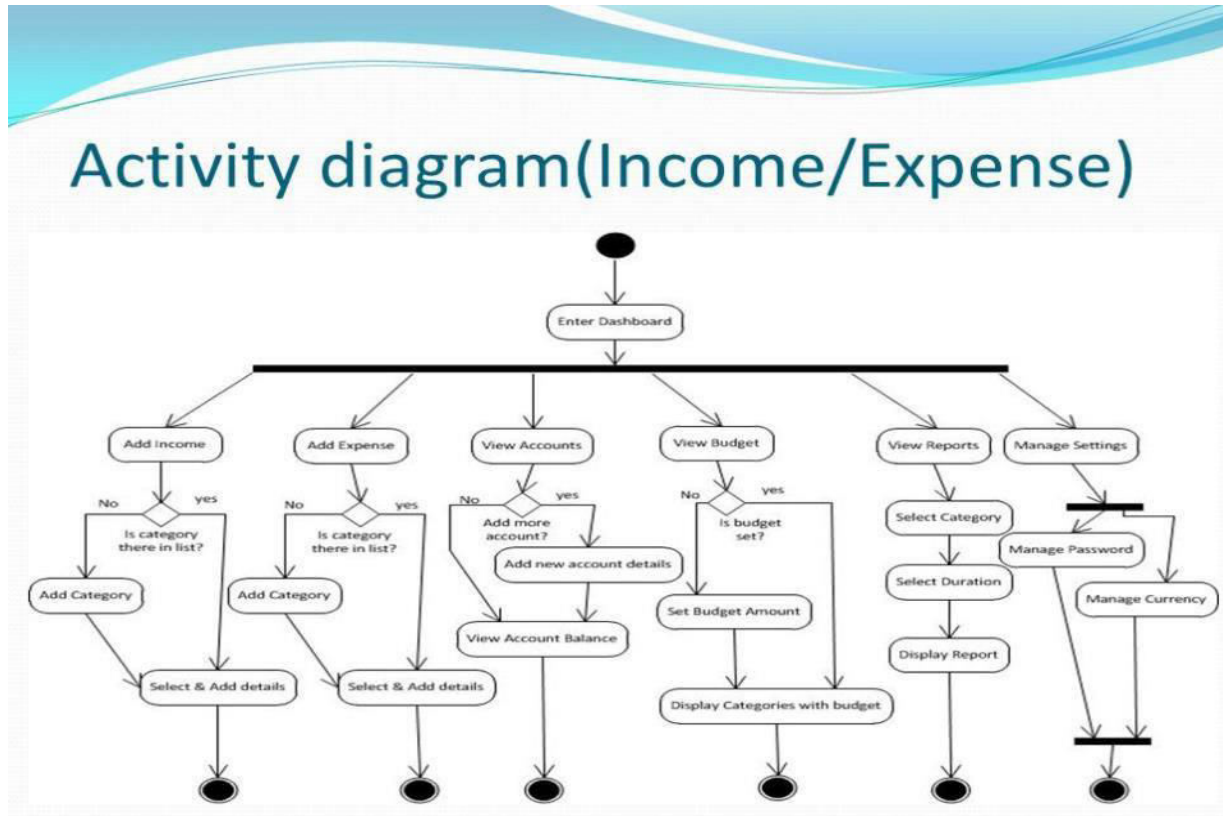 Activity diagram(Income/Expense)
Enter Dashboard
Add Income
Add Expense
View Accounts
View Budget
View Reports
Manage Settings
No
yes
Is category
there in list?
No
yes
Is category
there in list?
No
yes
Add more
account?
No
yes
Is budget
set?
Select Category
Manage Password
Add new account details
Select Duration
Add Category
Add Category
Set Budget Amount
Manage Currency
View Account Balance
Display Report
Select & Add details
Select & Add details
Display Categories with budget